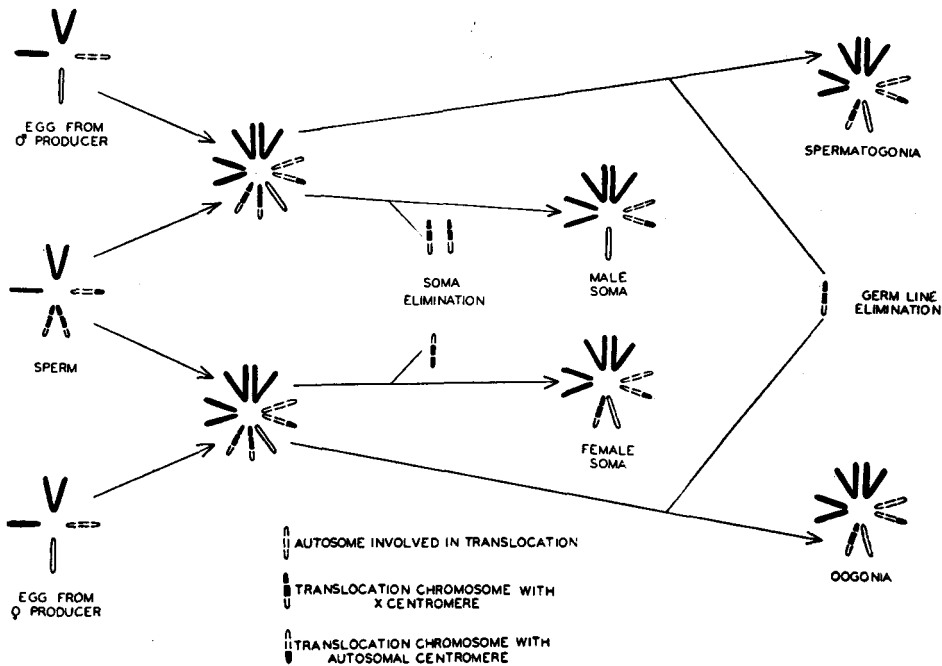 EGG FROM
♂ PRODUCER
SPERM
EGG FROM
♀ PRODUCER
SOMA
ELIMINATION
MALE
SOMA
FEMALE
SOMA
SPERMATOGONIA
GERM LINE
ELIMINATION
OOGONIA
AUTOSOME INVOLVED IN TRANSLOCATION
TRANSLOCATION CHROMOSOME WITH
X CENTROMERE
TRANSLOCATION CHROMOSOME WITH
AUTOSOMAL CENTROMERE